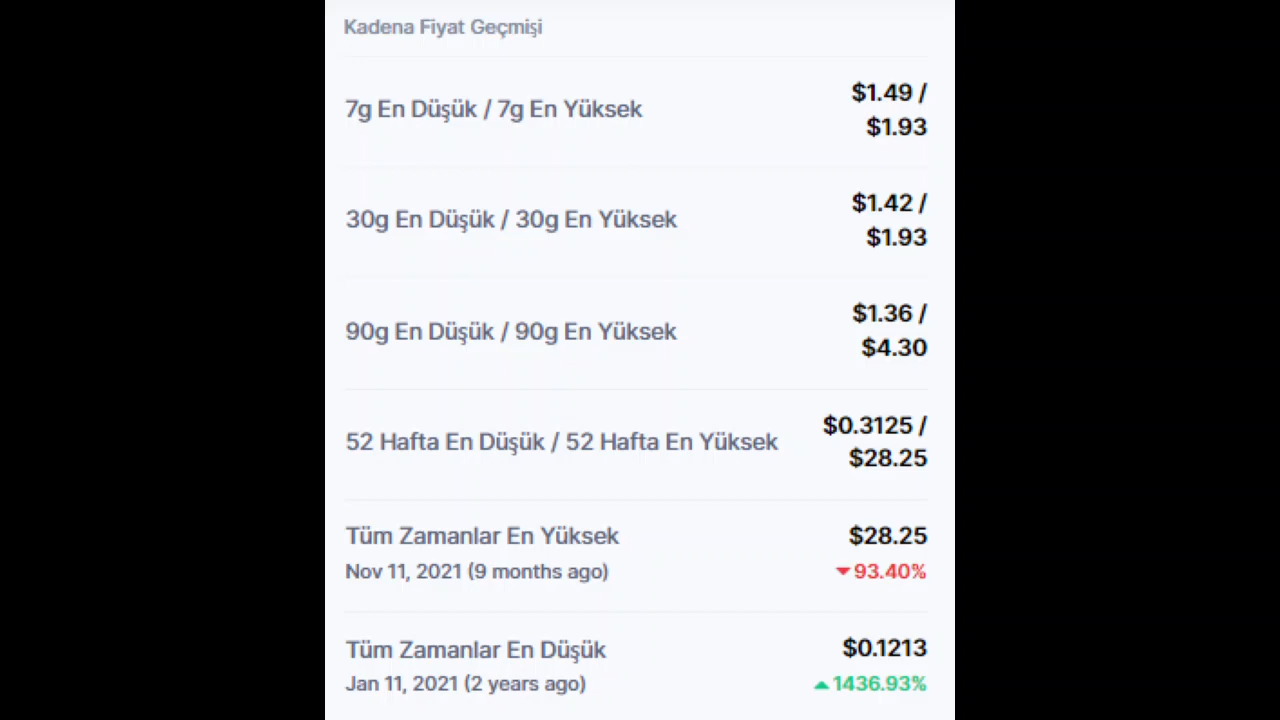 Kadena Fiyat Geçmişi
7g En Düşük / 7g En Yüksek
$1.49 /
$1.93
30g En Düşük / 30g En Yüksek
$1.42 /
$1.93
90g En Düşük / 90g En Yüksek
$1.36 /
$4.30
52 Hafta En Düşük / 52 Hafta En Yüksek
$0.3125 /
$28.25
Tüm Zamanlar En Yüksek
$28.25
Nov 11, 2021 (9 months ago)
93.40%
Tüm Zamanlar En Düşük
$0.1213
Jan 11, 2021 (2 years ago)
1436.93%